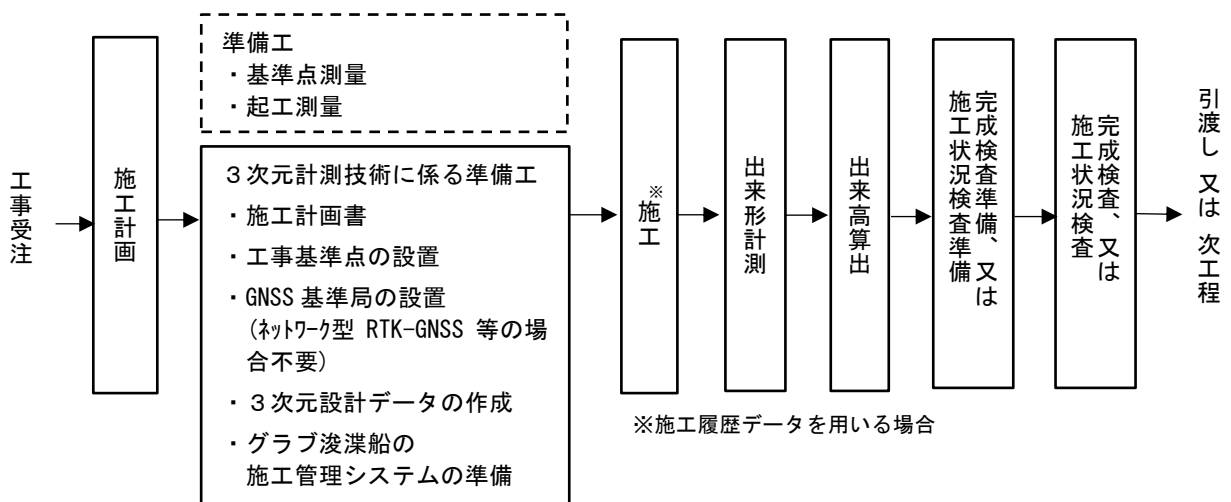 工事受注
施工計画
準備工
・基準点測量
・起工測量
３次元計測技術に係る準備工
・施工計画書
・工事基準点の設置
・GNSS 基準局の設置
（ﾈｯﾄﾜｰｸ型 RTK-GNSS 等の場
合不要）
・３次元設計データの作成
・グラブ浚渫船の
施工管理システムの準備
※施工
出来形計測
出来高算出
完成検査準備、又は
施工状況検査準備
完成検査、又は
施工状況検査
引渡し 又は 次工程
※施工履歴データを用いる場合